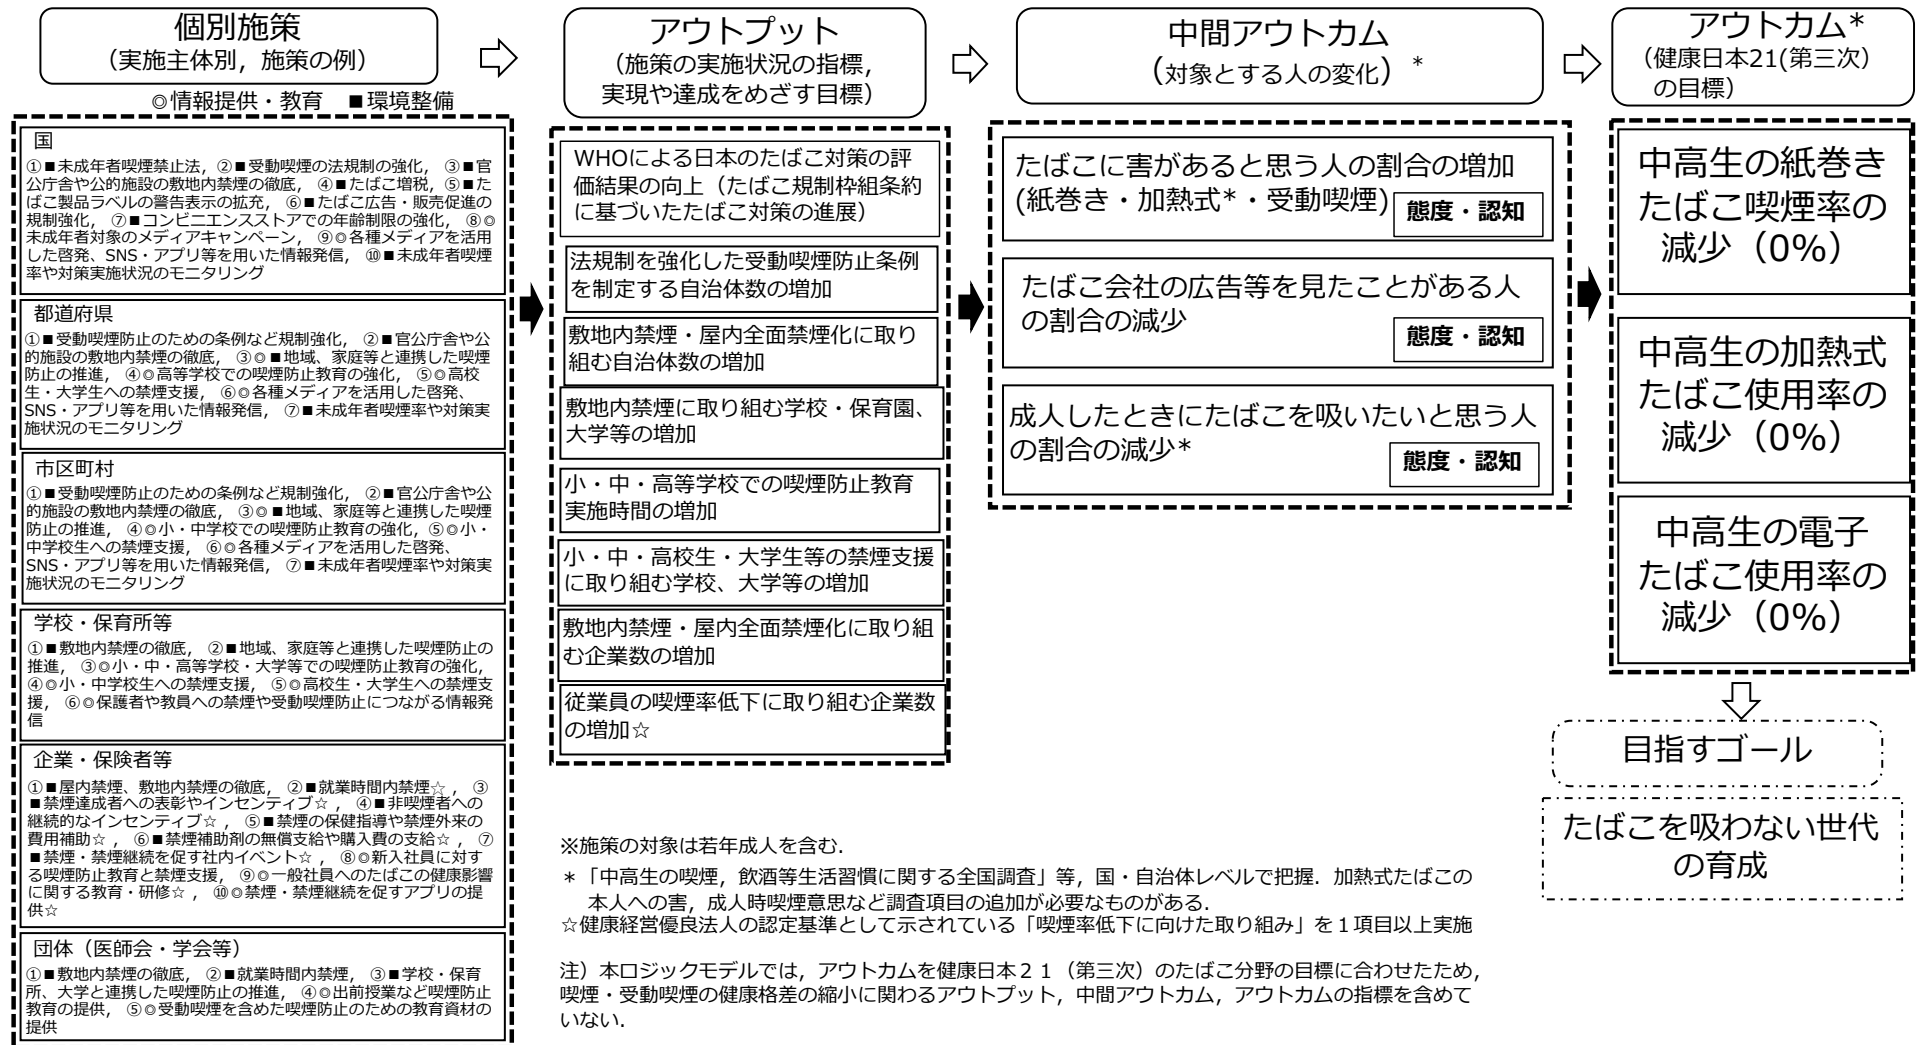 個別施策
（実施主体別，施策の例）
アウトプット
（施策の実施状況の指標，
実現や達成をめざす目標）
中間アウトカム
（対象とする人の変化）*
アウトカム*
（健康日本21(第三次)
の目標）
◎情報提供・教育　■環境整備
国
①■未成年者喫煙禁止法，②■受動喫煙の法規制の強化，③■官
公庁舎や公的施設の敷地内禁煙の徹底，④■たばこ増税，⑤■た
ばこ製品ラベルの警告表示の拡充，⑥■たばこ広告・販売促進の
規制強化，⑦■コンビニエンスストアでの年齢制限の強化，⑧◎
未成年者対象のメディアキャンペーン，⑨◎各種メディアを活用
した啓発、SNS・アプリ等を用いた情報発信，⑩■未成年者喫煙
率や対策実施状況のモニタリング
都道府県
①■受動喫煙防止のための条例など規制強化，②■官公庁舎や公
的施設の敷地内禁煙の徹底，③◎■地域、家庭等と連携した喫煙
防止の推進，④◎高等学校での喫煙防止教育の強化，⑤◎高校
生・大学生への禁煙支援，⑥◎各種メディアを活用した啓発、
SNS・アプリ等を用いた情報発信，⑦■未成年者喫煙率や対策実
施状況のモニタリング
市区町村
①■受動喫煙防止のための条例など規制強化，②■官公庁舎や公
的施設の敷地内禁煙の徹底，③◎■地域、家庭等と連携した喫煙
防止の推進，④◎小・中学校での喫煙防止教育の強化，⑤◎小・
中学校生への禁煙支援，⑥◎各種メディアを活用した啓発、
SNS・アプリ等を用いた情報発信，⑦■未成年者喫煙率や対策実
施状況のモニタリング
学校・保育所等
①■敷地内禁煙の徹底，②■地域、家庭等と連携した喫煙防止の
推進，③◎小・中・高等学校・大学等での喫煙防止教育の強化，
④◎小・中学校生への禁煙支援，⑤◎高校生・大学生への禁煙支
援，⑥◎保護者や教員への禁煙や受動喫煙防止につながる情報発
信
企業・保険者等
①■屋内禁煙、敷地内禁煙の徹底，②■就業時間内禁煙☆，③
■禁煙達成者への表彰やインセンティブ☆，④■非喫煙者への
継続的なインセンティブ☆，⑤■禁煙の保健指導や禁煙外来の
費用補助☆，⑥■禁煙補助剤の無償支給や購入費の支給☆，⑦
■禁煙・禁煙継続を促す社内イベント☆，⑧◎新入社員に対す
る喫煙防止教育と禁煙支援，⑨◎一般社員へのたばこの健康影響
に関する教育・研修☆，⑩◎禁煙・禁煙継続を促すアプリの提
供☆
団体（医師会・学会等）
①■敷地内禁煙の徹底，②■就業時間内禁煙，③■学校・保育
所、大学と連携した喫煙防止の推進，④◎出前授業など喫煙防止
教育の提供，⑤◎受動喫煙を含めた喫煙防止のための教育資材の
提供
WHOによる日本のたばこ対策の評
価結果の向上（たばこ規制枠組条約
に基づいたたばこ対策の進展）
法規制を強化した受動喫煙防止条例
を制定する自治体数の増加
敷地内禁煙・屋内全面禁煙化に取り
組む自治体数の増加
敷地内禁煙に取り組む学校・保育園、
大学等の増加
小・中・高等学校での喫煙防止教育
実施時間の増加
小・中・高校生・大学生等の禁煙支援
に取り組む学校、大学等の増加
敷地内禁煙・屋内全面禁煙化に取り組
む企業数の増加
従業員の喫煙率低下に取り組む企業数
の増加☆
たばこに害があると思う人の割合の増加
(紙巻き・加熱式*・受動喫煙)
態度・認知
たばこ会社の広告等を見たことがある人
の割合の減少
態度・認知
成人したときにたばこを吸いたいと思う人
の割合の減少*
態度・認知
中高生の紙巻き
たばこ喫煙率の
減少（0%）
中高生の加熱式
たばこ使用率の
減少（0%）
中高生の電子
たばこ使用率の
減少（0%）
目指すゴール
たばこを吸わない世代
の育成
※施策の対象は若年成人を含む.
*「中高生の喫煙，飲酒等生活習慣に関する全国調査」等，国・自治体レベルで把握．加熱式たばこの
本人への害，成人時喫煙意思など調査項目の追加が必要なものがある.
☆健康経営優良法人の認定基準として示されている「喫煙率低下に向けた取り組み」を１項目以上実施
注）本ロジックモデルでは，アウトカムを健康日本２１（第三次）のたばこ分野の目標に合わせたため，
喫煙・受動喫煙の健康格差の縮小に関わるアウトプット，中間アウトカム，アウトカムの指標を含めて
いない.